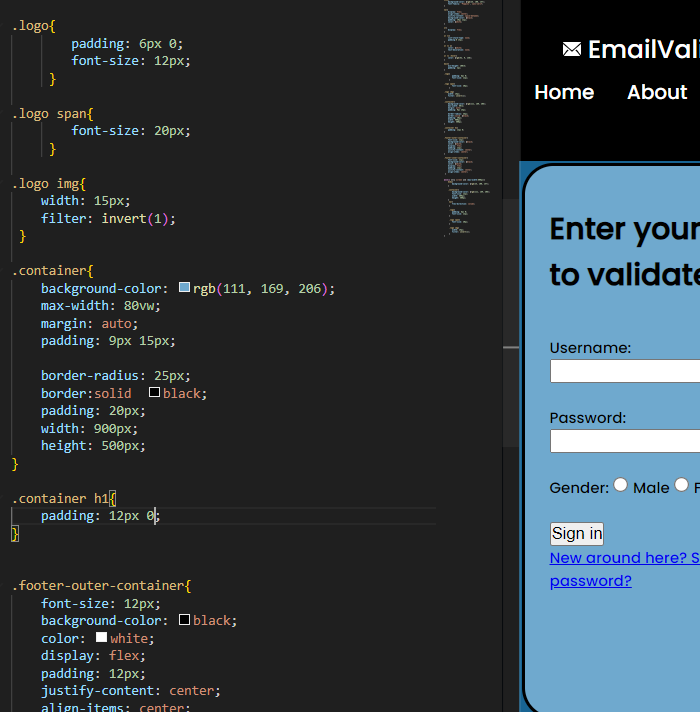 .logo{
padding: 6px 0;
font-size: 12px;
}
.logo span{
font-size: 20px;
}
.logo img{
width: 15px;
filter: invert(1);
}
.container{
background-color: rgb(111, 169, 206);
max-width: 80vw;
margin: auto;
padding: 9px 15px;
border-radius: 25px;
border:solid black;
padding: 20px;
width: 900px;
height: 500px;
}
.container h1{
padding: 12px 0;
}
.footer-outer-container{
font-size: 12px;
background-color: black;
color: white;
display: flex;
padding: 12px;
justify-content: center;
align-items: center;
EmailVali
Home About
Enter your
to validate
Username:
Password:
Gender: Male F
Sign in
New around here? S
password?